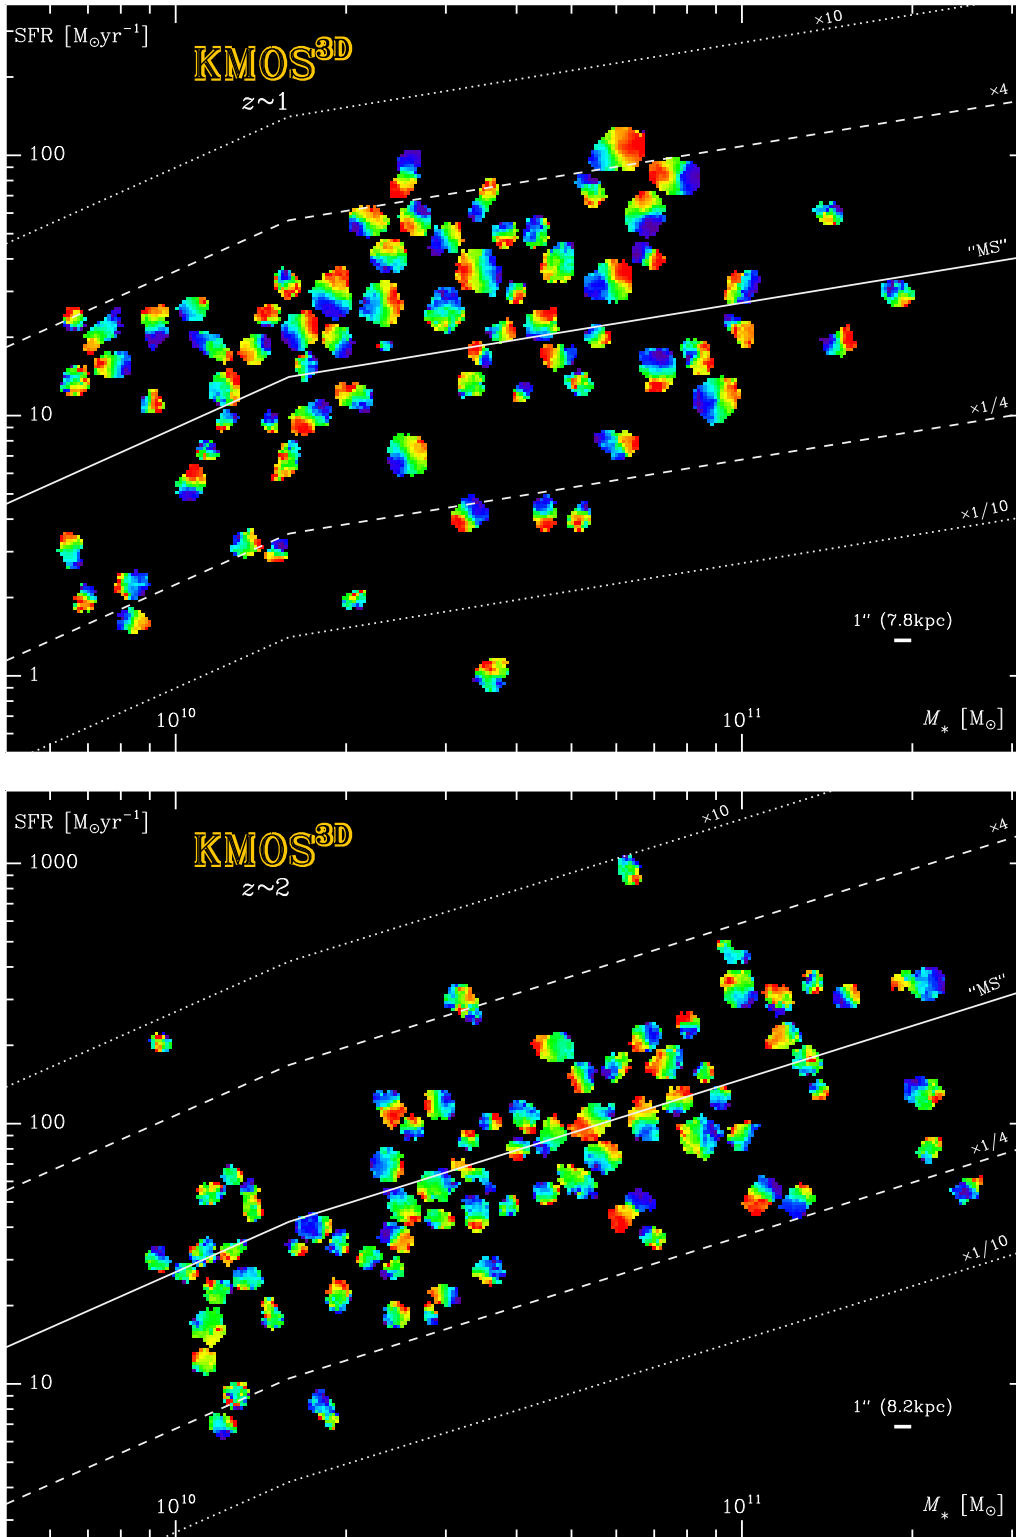 ×10
SFR [M☉yr⁻¹]
KMOS³ᴰ
z~1
×4
100
"MS"
10
×1/4
×1/10
1″ (7.8kpc)
1
10¹⁰
10¹¹
M* [M☉]
×10
SFR [M☉yr⁻¹]
×4
KMOS³ᴰ
1000
z~2
"MS"
100
×1/4
×1/10
10
1″ (8.2kpc)
10¹⁰
10¹¹
M* [M☉]